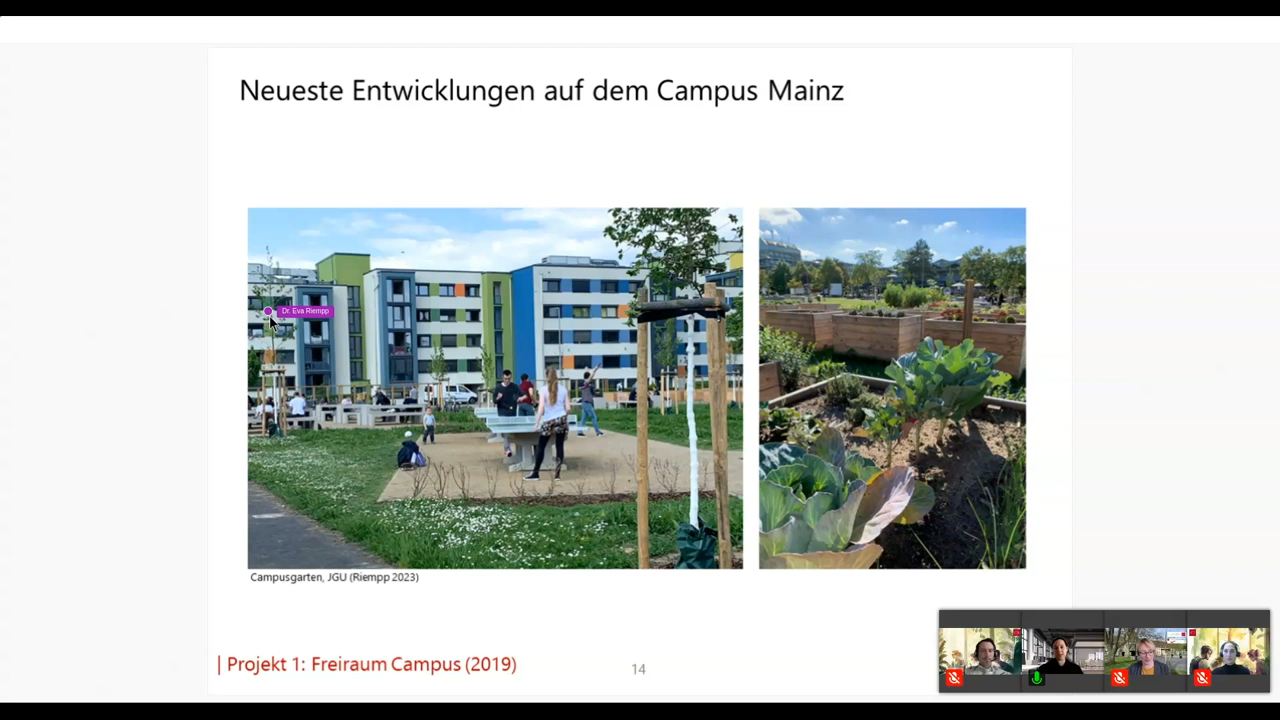 Neueste Entwicklungen auf dem Campus Mainz
Dr. Eva Riempp
Campusgarten, JGU (Riempp 2023)
| Projekt 1: Freiraum Campus (2019)
14